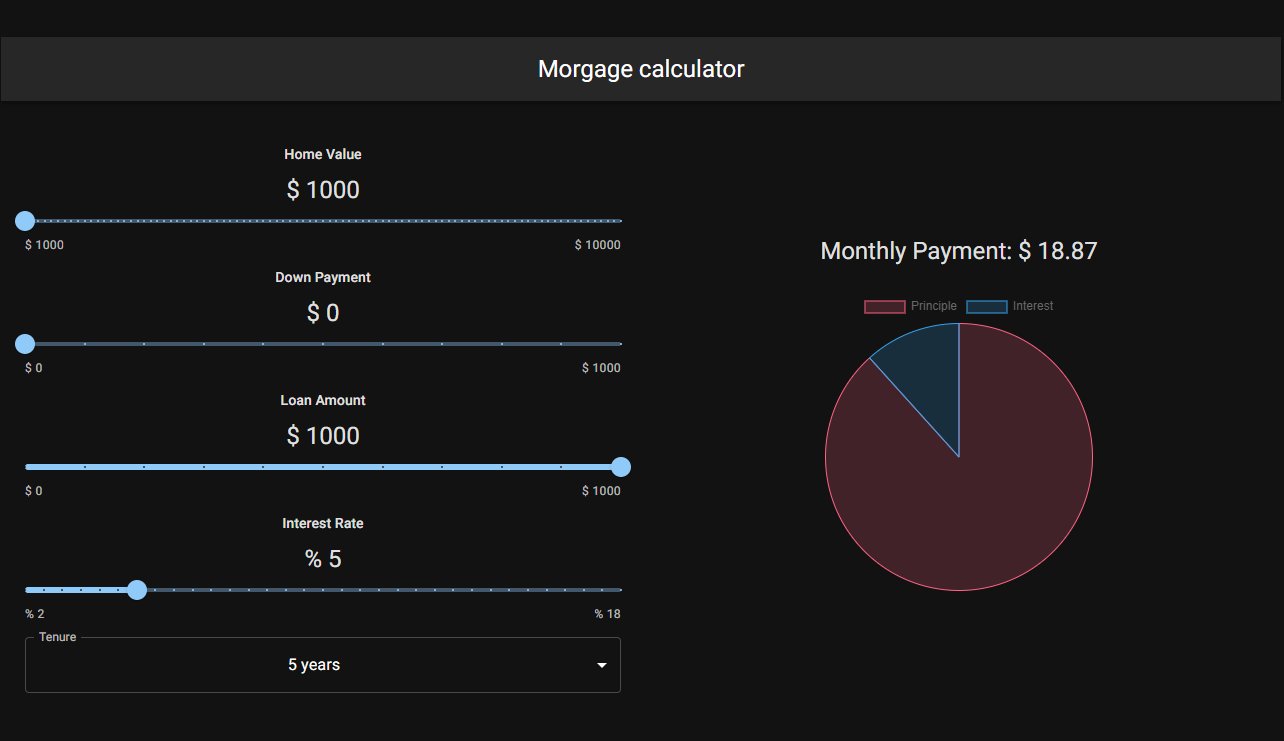 Morgage calculator
Home Value
$ 1000
$ 1000 $ 10000
Down Payment
$ 0
$ 0 $ 1000
Loan Amount
$ 1000
$ 0 $ 1000
Interest Rate
% 5
% 2 % 18
Tenure
5 years
Monthly Payment: $ 18.87
Principle Interest